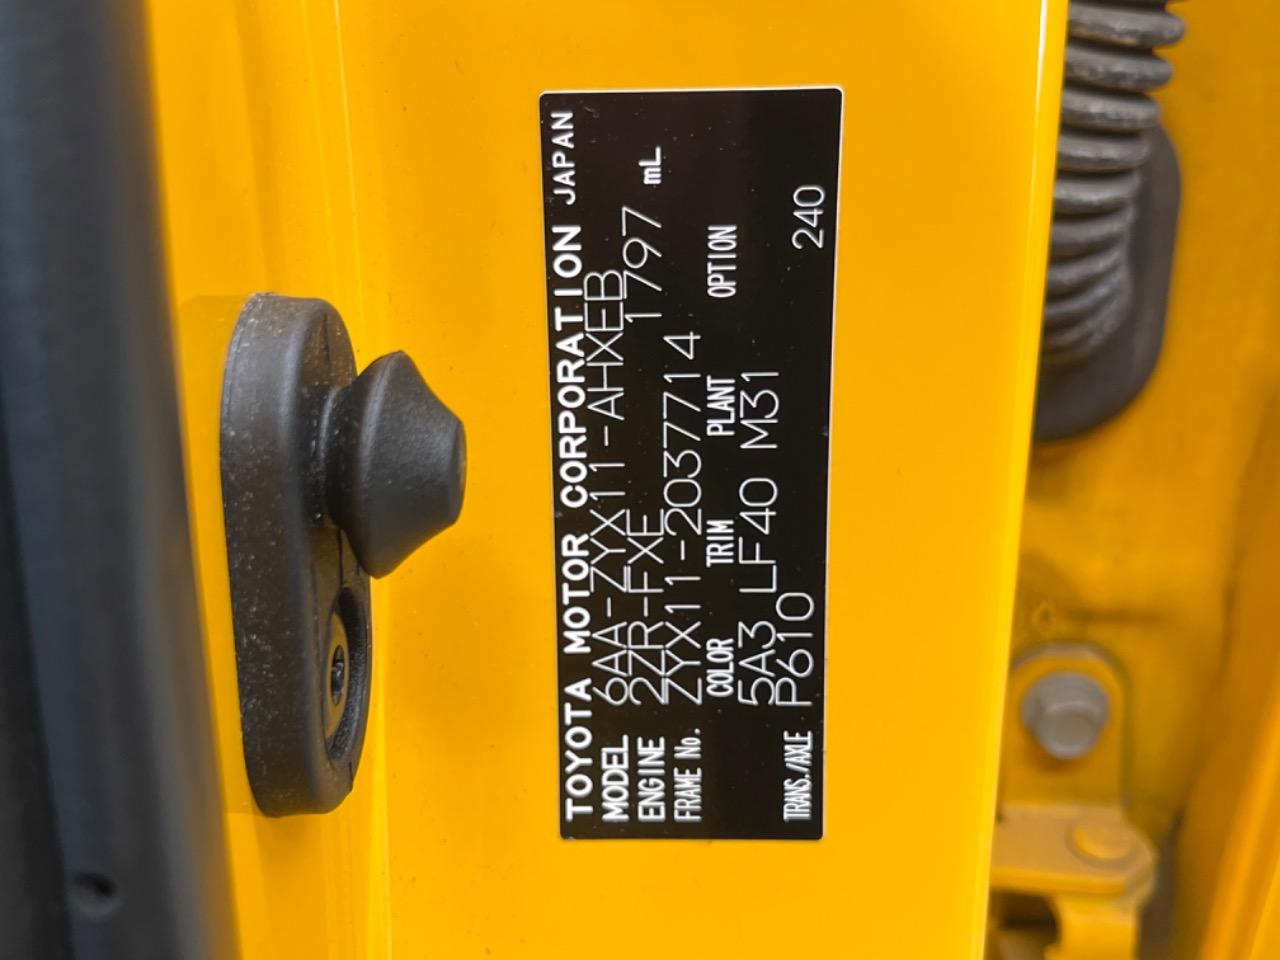 TOYOTA MOTOR CORPORATION JAPAN
MODEL 6AA-ZYX11-AHXEB
ENGINE 2ZR-FXE 1797 mL
FRAME No. ZYX11-2037714
COLOR TRIM PLANT OPTION
5A3 LF40 M31
TRANS./AXLE P610 240